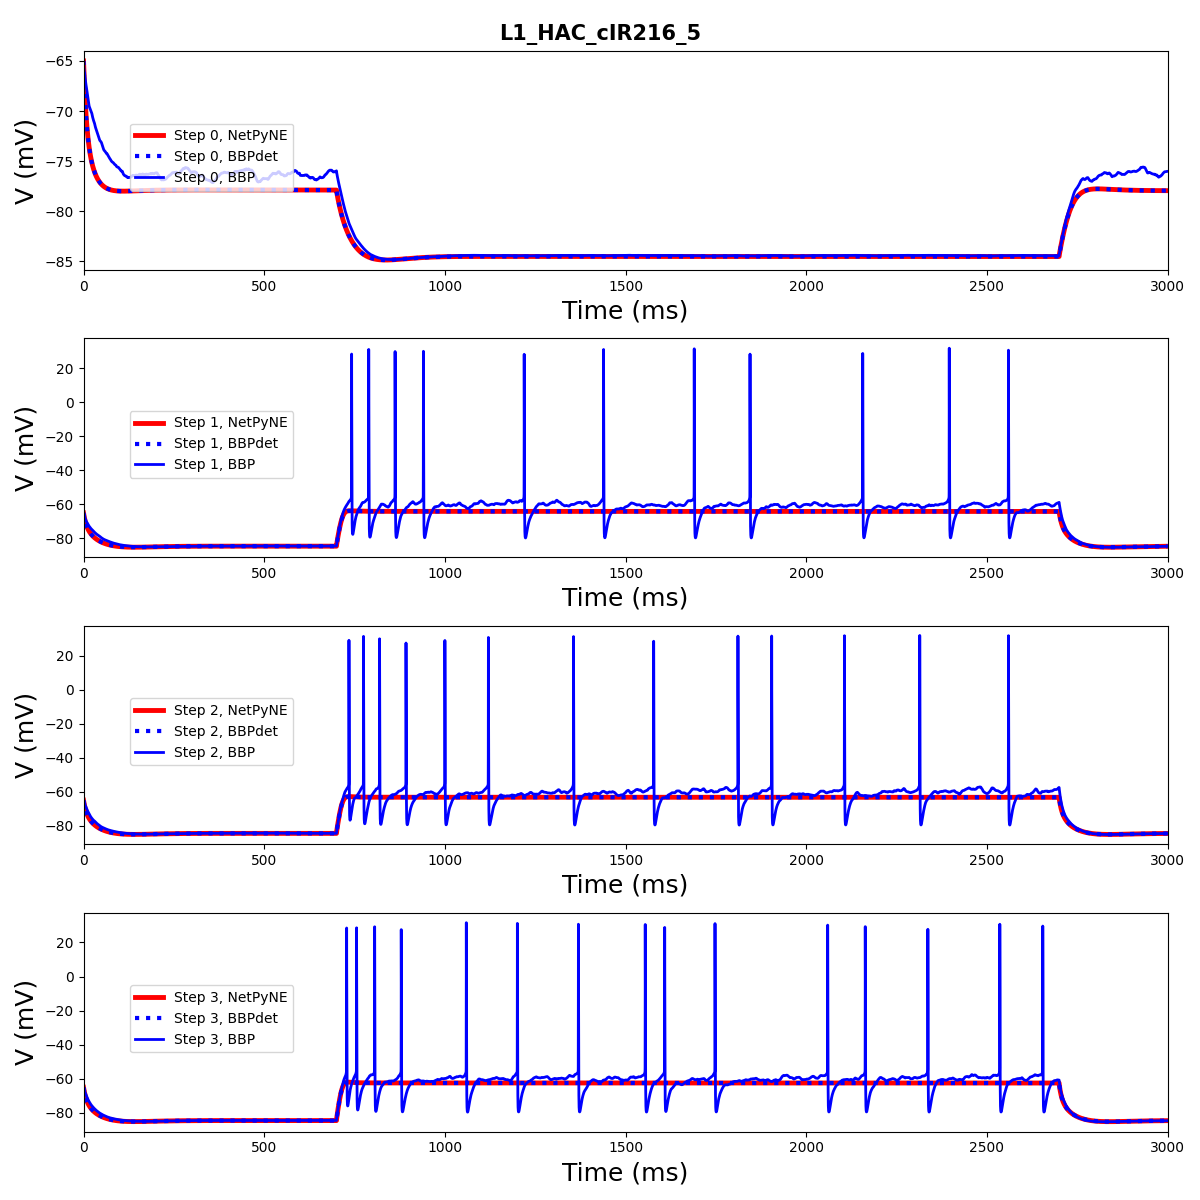 L1_HAC_cIR216_5
V (mV)
−65
−70
−75
−80
−85
Step 0, NetPyNE
Step 0, BBPdet
Step 0, BBP
0 500 1000 1500 2000 2500 3000
Time (ms)
V (mV)
20
0
−20
−40
−60
−80
Step 1, NetPyNE
Step 1, BBPdet
Step 1, BBP
0 500 1000 1500 2000 2500 3000
Time (ms)
V (mV)
20
0
−20
−40
−60
−80
Step 2, NetPyNE
Step 2, BBPdet
Step 2, BBP
0 500 1000 1500 2000 2500 3000
Time (ms)
V (mV)
20
0
−20
−40
−60
−80
Step 3, NetPyNE
Step 3, BBPdet
Step 3, BBP
0 500 1000 1500 2000 2500 3000
Time (ms)